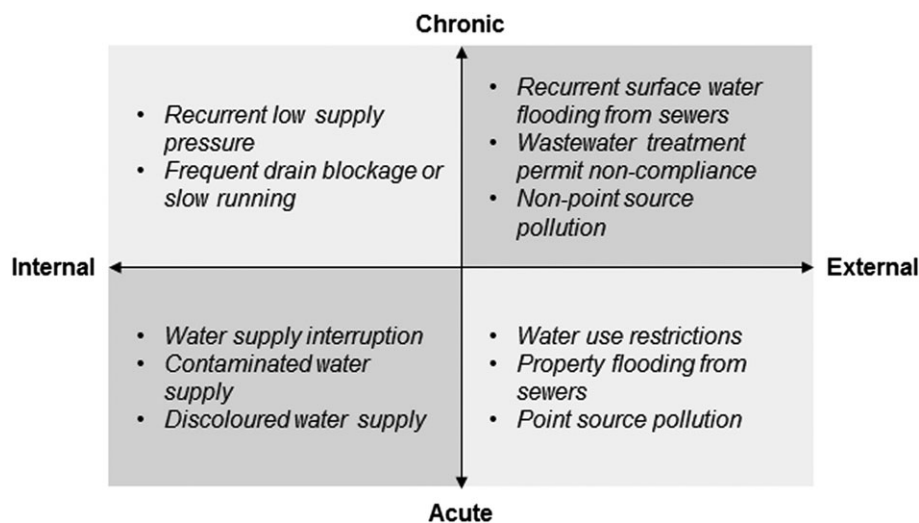 Chronic
• Recurrent low supply
pressure
• Frequent drain blockage or
slow running
• Recurrent surface water
flooding from sewers
• Wastewater treatment
permit non-compliance
• Non-point source
pollution
Internal
External
• Water supply interruption
• Contaminated water
supply
• Discoloured water supply
• Water use restrictions
• Property flooding from
sewers
• Point source pollution
Acute